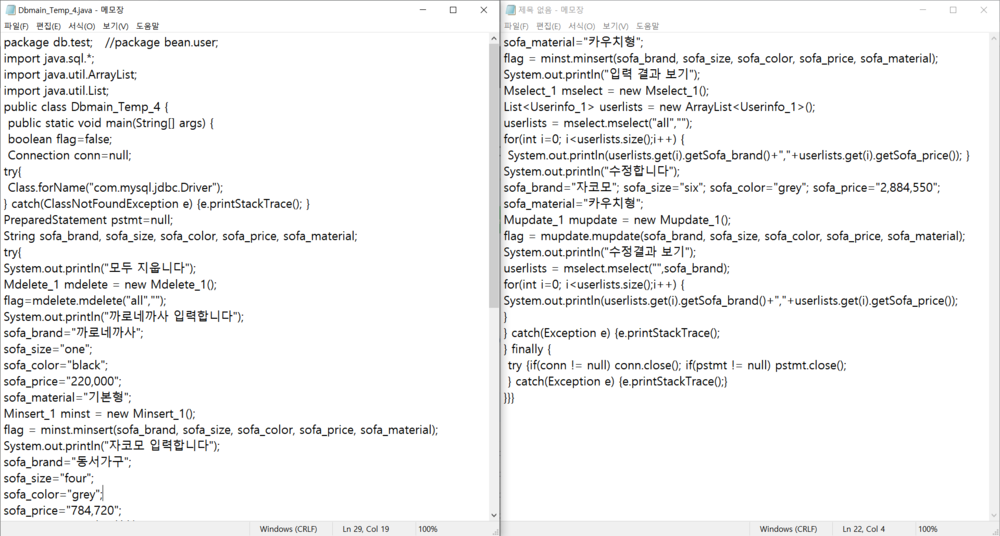 Dbmain_Temp_4.java - 메모장
파일(F) 편집(E) 서식(O) 보기(V) 도움말
package db.test;   //package bean.user;
import java.sql.*;
import java.util.ArrayList;
import java.util.List;
public class Dbmain_Temp_4 {
public static void main(String[] args) {
boolean flag=false;
Connection conn=null;
try{
Class.forName("com.mysql.jdbc.Driver");
} catch(ClassNotFoundException e) {e.printStackTrace(); }
PreparedStatement pstmt=null;
String sofa_brand, sofa_size, sofa_color, sofa_price, sofa_material;
try{
System.out.println("모두 지웁니다");
Mdelete_1 mdelete = new Mdelete_1();
flag=mdelete.mdelete("all","");
System.out.println("까로네까사 입력합니다");
sofa_brand="까로네까사";
sofa_size="one";
sofa_color="black";
sofa_price="220,000";
sofa_material="기본형";
Minsert_1 minst = new Minsert_1();
flag = minst.minsert(sofa_brand, sofa_size, sofa_color, sofa_price, sofa_material);
System.out.println("자코모 입력합니다");
sofa_brand="동서가구";
sofa_size="four";
sofa_color="grey";
sofa_price="784,720";
Windows (CRLF) Ln 29, Col 19 100%
제목 없음 - 메모장
파일(F) 편집(E) 서식(O) 보기(V) 도움말
sofa_material="카우치형";
flag = minst.minsert(sofa_brand, sofa_size, sofa_color, sofa_price, sofa_material);
System.out.println("입력 결과 보기");
Mselect_1 mselect = new Mselect_1();
List<Userinfo_1> userlists = new ArrayList<Userinfo_1>();
userlists = mselect.mselect("all","");
for(int i=0; i<userlists.size();i++) {
System.out.println(userlists.get(i).getSofa_brand()+","+userlists.get(i).getSofa_price()); }
System.out.println("수정합니다");
sofa_brand="자코모"; sofa_size="six"; sofa_color="grey"; sofa_price="2,884,550";
sofa_material="카우치형";
Mupdate_1 mupdate = new Mupdate_1();
flag = mupdate.mupdate(sofa_brand, sofa_size, sofa_color, sofa_price, sofa_material);
System.out.println("수정결과 보기");
userlists = mselect.mselect("",sofa_brand);
for(int i=0; i<userlists.size();i++) {
System.out.println(userlists.get(i).getSofa_brand()+","+userlists.get(i).getSofa_price());
}
} catch(Exception e) {e.printStackTrace();
} finally {
try {if(conn != null) conn.close(); if(pstmt != null) pstmt.close();
} catch(Exception e) {e.printStackTrace();}
}}}
Windows (CRLF) Ln 22, Col 4 100%